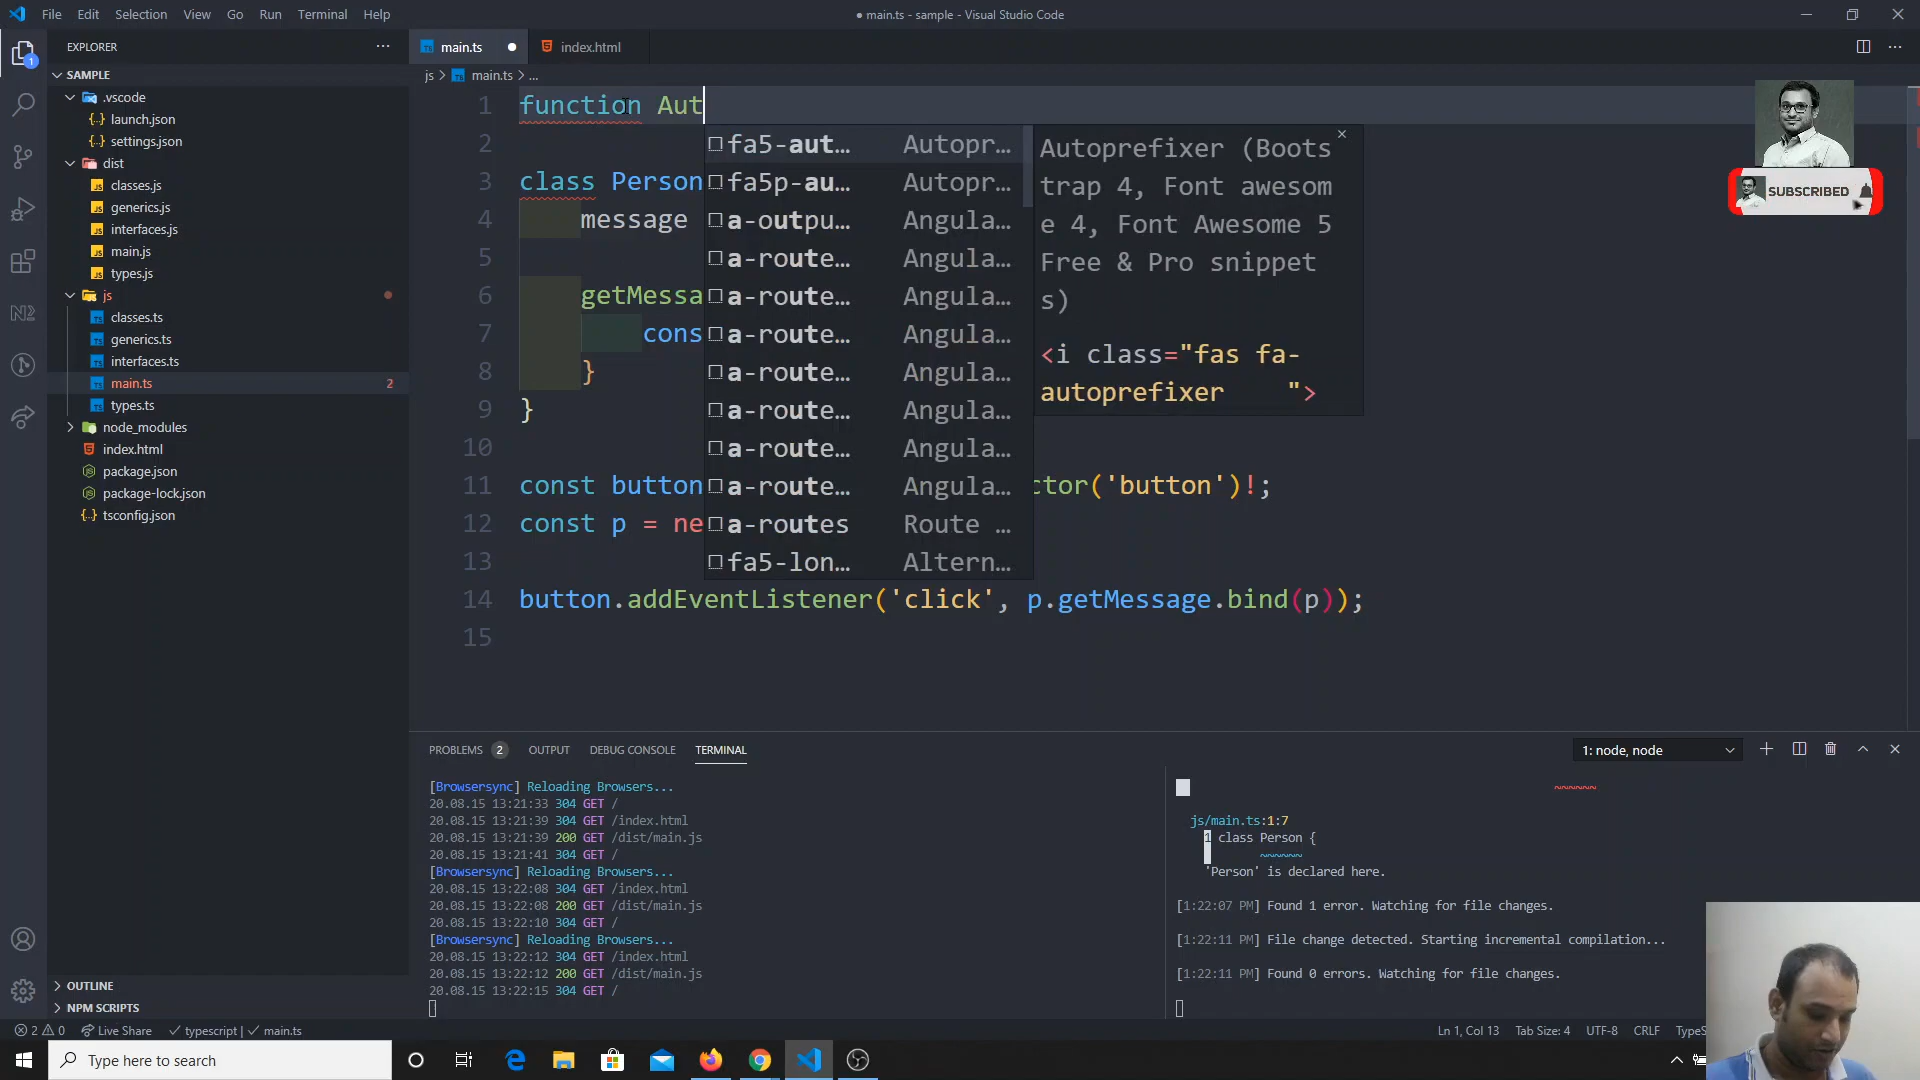 File Edit Selection View Go Run Terminal Help
● main.ts - sample - Visual Studio Code
EXPLORER
SAMPLE
.vscode
launch.json
settings.json
dist
classes.js
generics.js
interfaces.js
main.js
types.js
js
classes.ts
generics.ts
interfaces.ts
main.ts 2
types.ts
node_modules
index.html
package.json
package-lock.json
tsconfig.json
OUTLINE
NPM SCRIPTS
main.ts ● index.html
js > main.ts > ...
1 function Aut
2
3 class Person
4 message
5
6 getMessa
7 cons
8 }
9 }
10
11 const button ctor('button')!;
12 const p = ne
13
14 button.addEventListener('click', p.getMessage.bind(p));
15
fa5-aut... Autopr...
fa5p-au... Autopr...
a-outpu... Angula...
a-route... Angula...
a-route... Angula...
a-route... Angula...
a-route... Angula...
a-route... Angula...
a-route... Angula...
a-route... Angula...
a-routes Route ...
fa5-lon... Altern...
Autoprefixer (Boots
trap 4, Font awesom
e 4, Font Awesome 5
Free & Pro snippet
s)
<i class="fas fa-
autoprefixer ">
SUBSCRIBED
PROBLEMS 2 OUTPUT DEBUG CONSOLE TERMINAL
1: node, node
[Browsersync] Reloading Browsers...
20.08.15 13:21:33 304 GET /
20.08.15 13:21:39 304 GET /index.html
20.08.15 13:21:39 200 GET /dist/main.js
20.08.15 13:21:41 304 GET /
[Browsersync] Reloading Browsers...
20.08.15 13:22:08 304 GET /index.html
20.08.15 13:22:08 200 GET /dist/main.js
20.08.15 13:22:10 304 GET /
[Browsersync] Reloading Browsers...
20.08.15 13:22:12 304 GET /index.html
20.08.15 13:22:12 200 GET /dist/main.js
20.08.15 13:22:15 304 GET /
~~~~~~
js/main.ts:1:7
1 class Person {
~~~~~~
'Person' is declared here.
[1:22:07 PM] Found 1 error. Watching for file changes.
[1:22:11 PM] File change detected. Starting incremental compilation...
[1:22:11 PM] Found 0 errors. Watching for file changes.
2 0 Live Share typescript | main.ts
Ln 1, Col 13 Tab Size: 4 UTF-8 CRLF TypeS
Type here to search